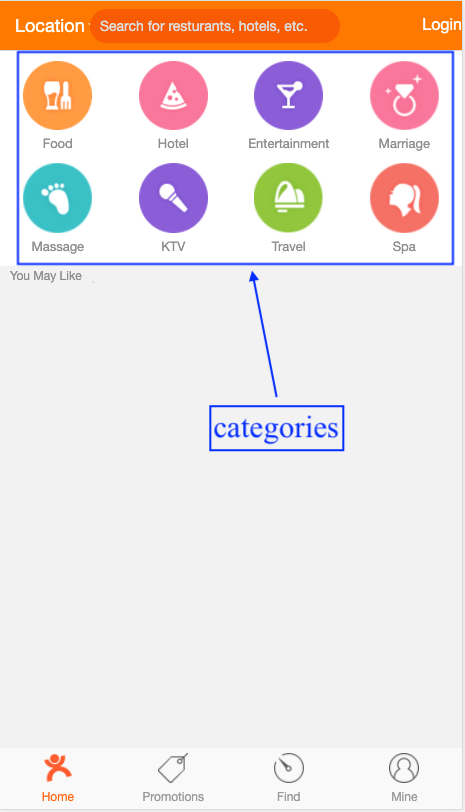 Location
Search for resturants, hotels, etc.
Login
Food
Hotel
Entertainment
Marriage
Massage
KTV
Travel
Spa
You May Like
categories
Home
Promotions
Find
Mine